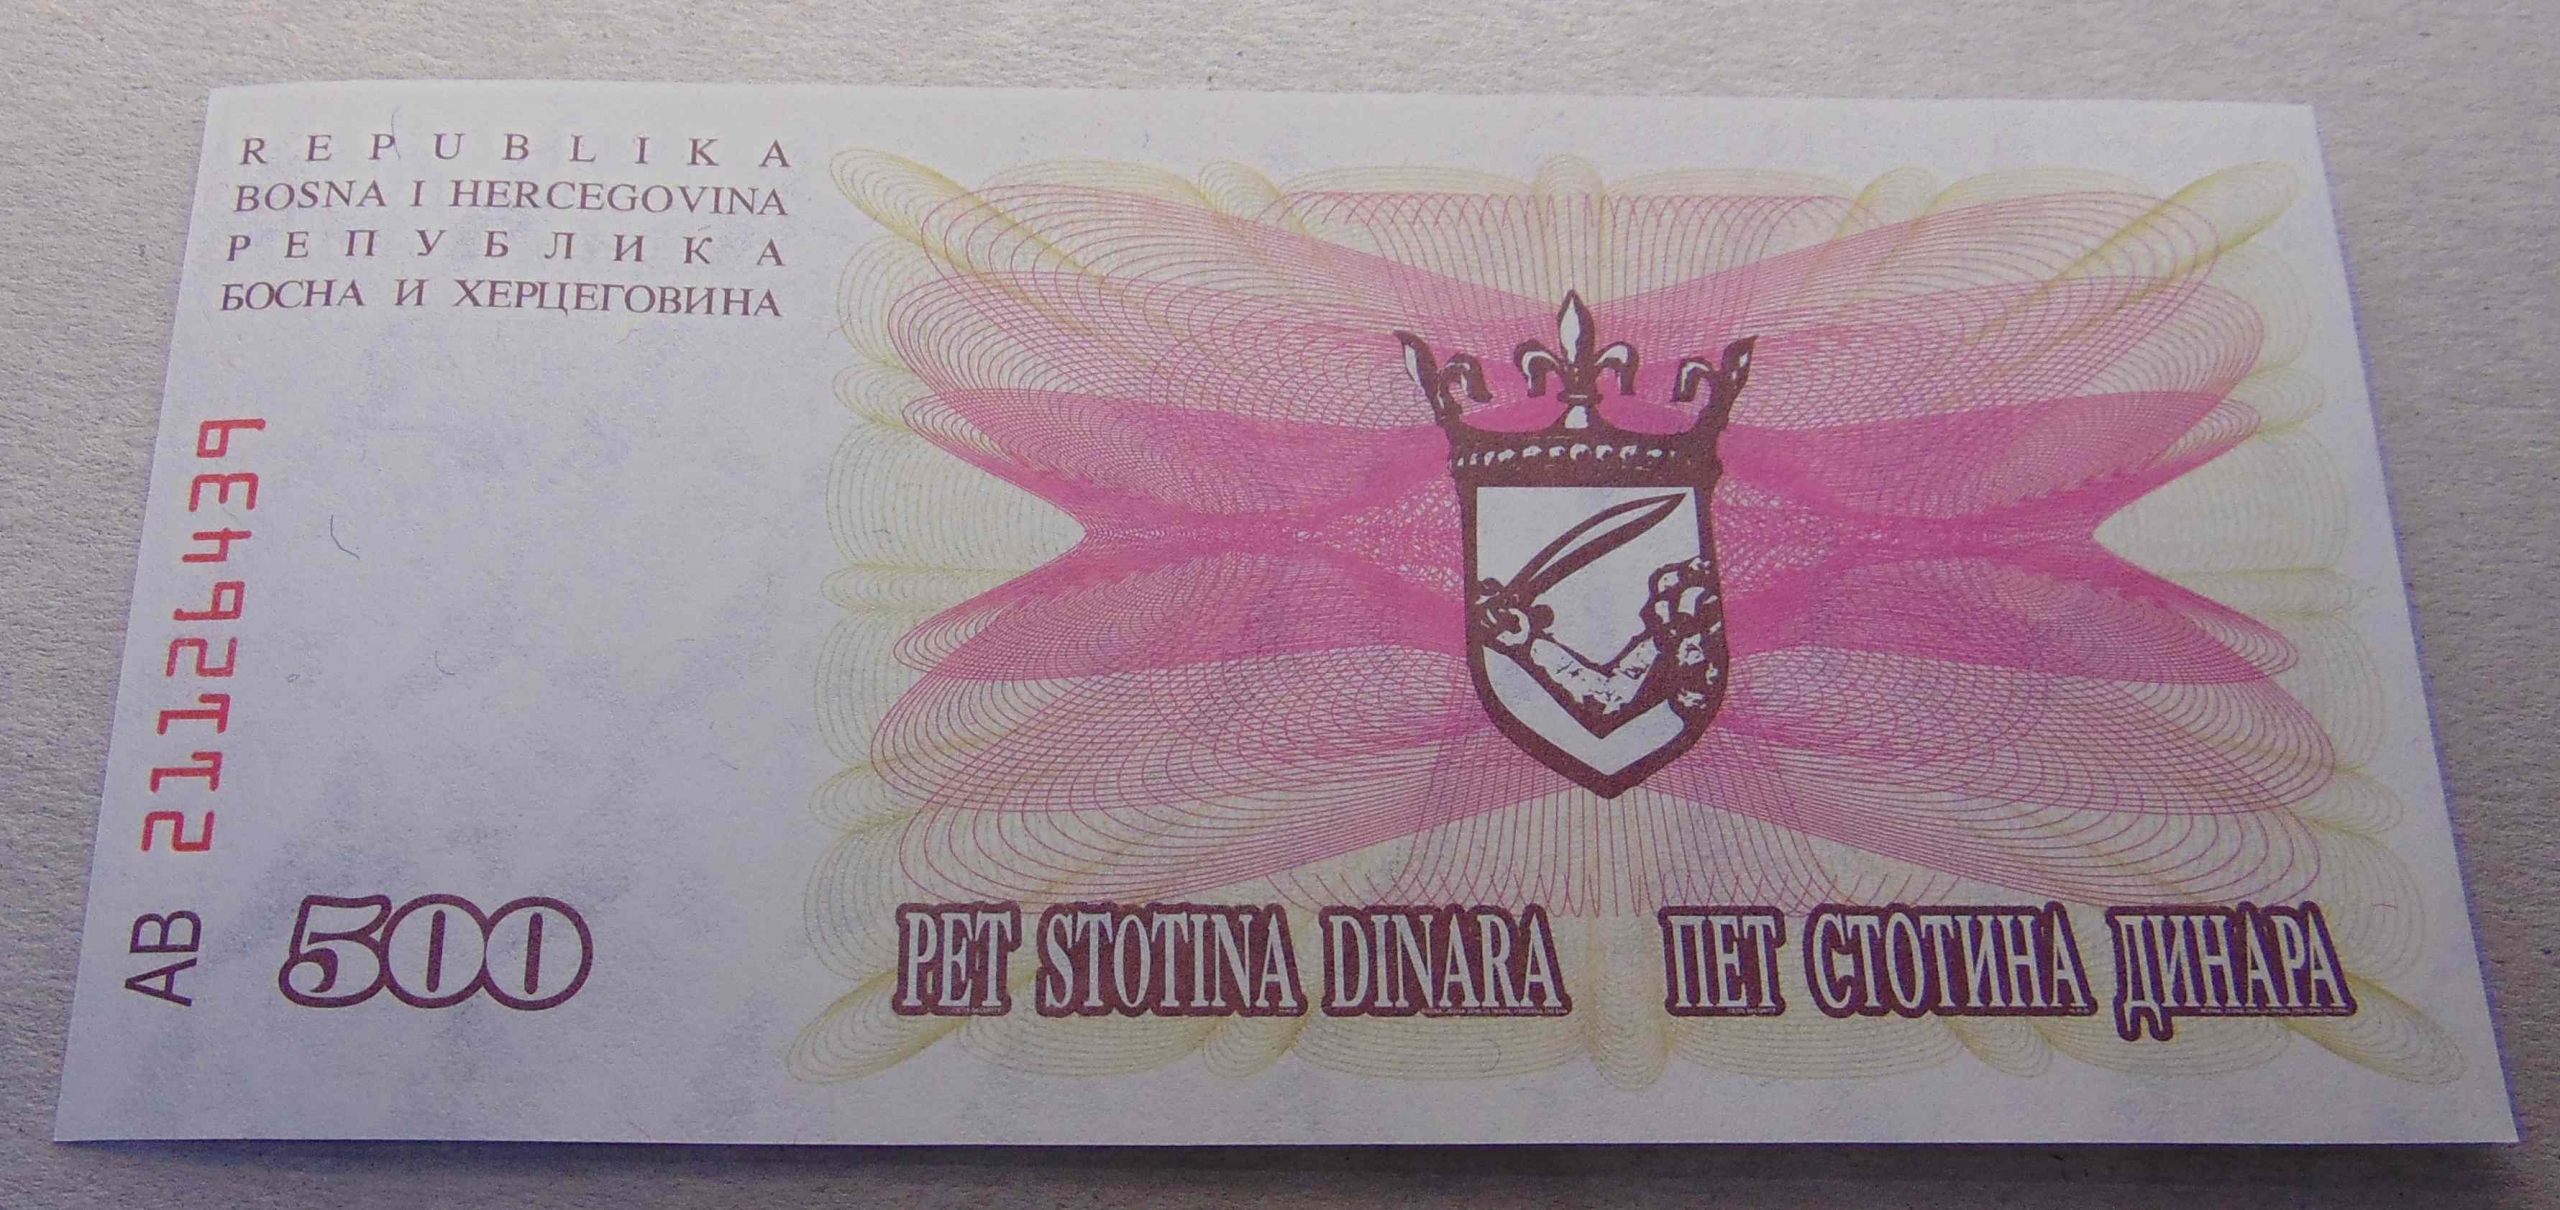 REPUBLIKA
BOSNA I HERCEGOVINA
РЕПУБЛИКА
БОСНА И ХЕРЦЕГОВИНА
AB 21126439
500
PET STOTINA DINARA
ПЕТ СТОТИНА ДИНАРА